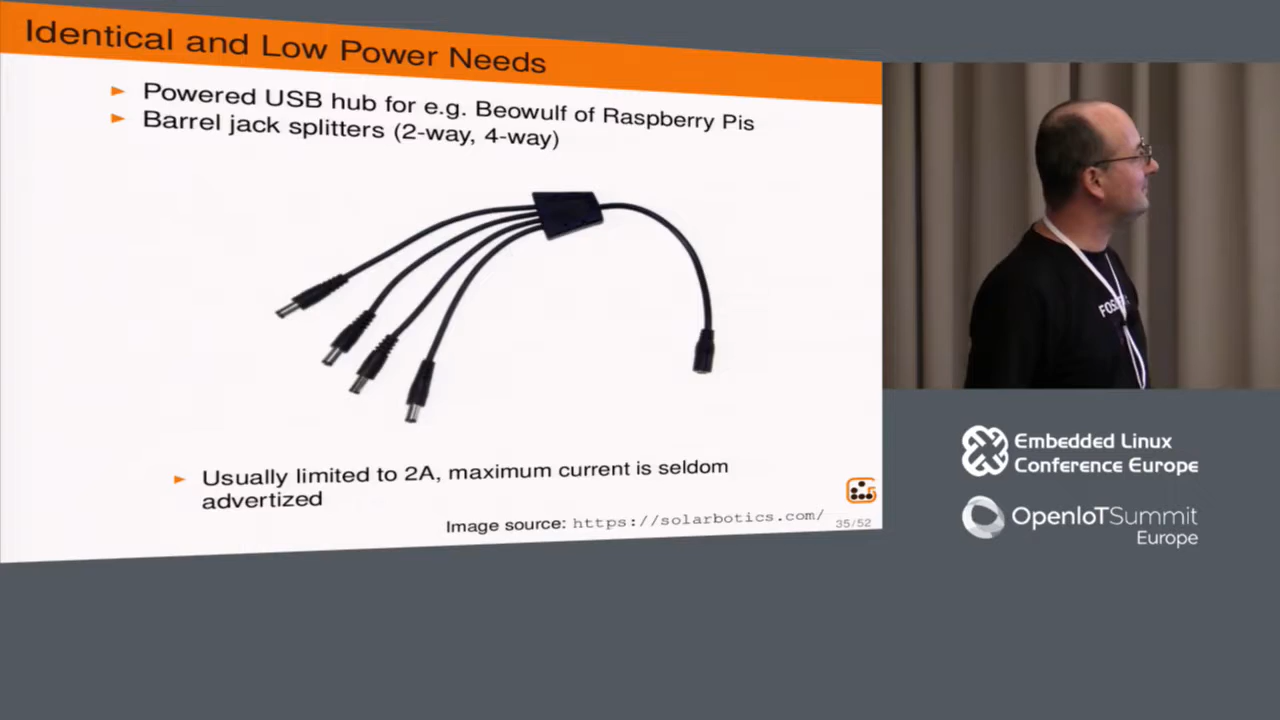 Identical and Low Power Needs
Powered USB hub for e.g. Beowulf of Raspberry Pis
Barrel jack splitters (2-way, 4-way)
Usually limited to 2A, maximum current is seldom
advertized
Image source: https://solarbotics.com/
35/52
Embedded Linux
Conference Europe
OpenIoTSummit
Europe